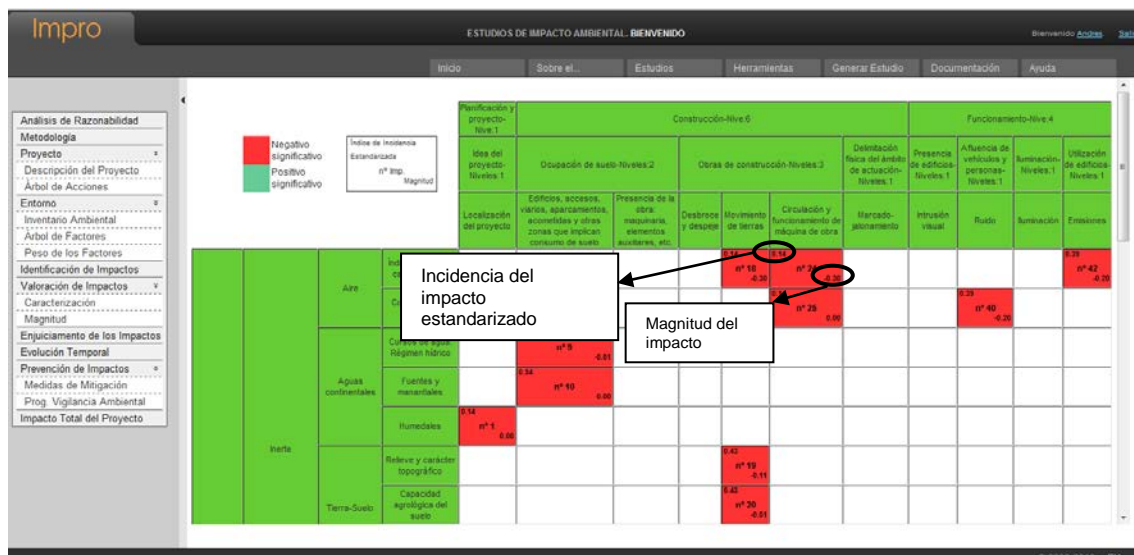 Impro
ESTUDIOS DE IMPACTO AMBIENTAL. BIENVENIDO
Bienvenido Andres
Inicio
Sobre el...
Estudios
Herramientas
Generar Estudio
Documentación
Ayuda
Análisis de Razonabilidad
Metodología
Proyecto
Descripción del Proyecto
Árbol de Acciones
Entorno
Inventario Ambiental
Árbol de Factores
Peso de los Factores
Identificación de Impactos
Valoración de Impactos
Caracterización
Magnitud
Enjuiciamento de los Impactos
Evolución Temporal
Prevención de Impactos
Medidas de Mitigación
Prog. Vigilancia Ambiental
Impacto Total del Proyecto
Negativo
significativo
Positivo
significativo
Índice de Incidencia
Estandarizada
nº Imp.
Magnitud
Planificación y
proyecto-
Nive:1
Construcción-Nive:6
Funcionamiento-Nive:4
Idea del
proyecto-
Niveles:1
Ocupación de suelo-Niveles:2
Obras de construcción-Niveles:3
Delimitación
física del ámbito
de actuación-
Niveles:1
Presencia
de edificios-
Niveles:1
Afluencia de
vehículos y
personas-
Niveles:1
Iluminación-
Niveles:1
Utilización
de edificios-
Niveles:1
Localización
del proyecto
Edificios, accesos,
viarios, aparcamientos,
acometidas y otras
zonas que implican
consumo de suelo
Presencia de la
obra:
maquinaria,
elementos
auxiliares, etc.
Desbroce
y despeje
Movimiento
de tierras
Circulación y
funcionamiento de
máquina de obra
Marcado-
jalonamiento
Intrusión
visual
Ruido
Iluminación
Emisiones
Inerte
Aire
0.14
nº 18
-0.30
0.14
-0.30
nº 42
-0.20
nº 25
0.00
nº 40
-0.20
Incidencia del
impacto
estandarizado
Magnitud del
impacto
Aguas
continentales
Régimen hídrico
nº 5
-0.01
Fuentes y
manantiales
nº 10
0.00
Humedales
0.14
nº 1
0.00
Tierra-Suelo
Relieve y carácter
topográfico
0.43
nº 19
-0.11
Capacidad
agrológica del
suelo
nº 20
-0.51